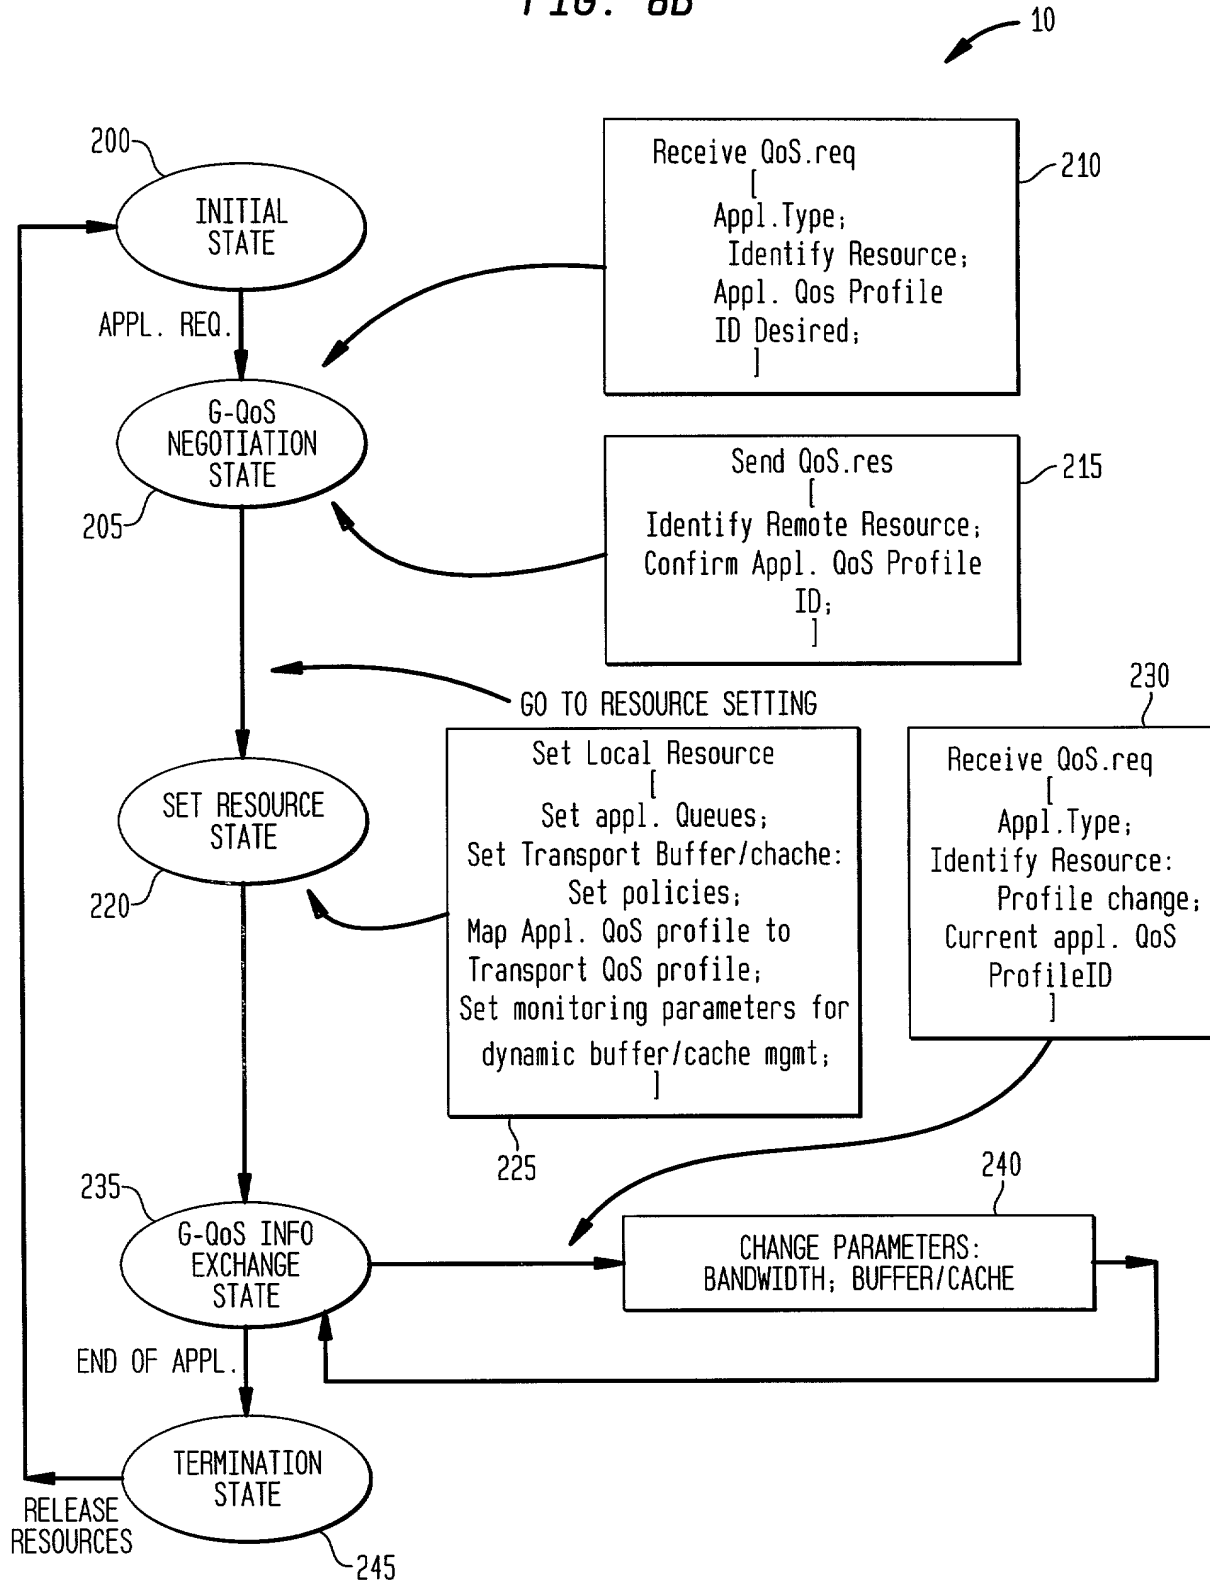 FIG. 8b
10
200
INITIAL
STATE
APPL. REQ.
Receive QoS.req
[
Appl.Type;
Identify Resource;
Appl. Qos Profile
ID Desired;
]
210
G-QoS
NEGOTIATION
STATE
205
Send QoS.res
[
Identify Remote Resource;
Confirm Appl. QoS Profile
ID;
]
215
GO TO RESOURCE SETTING
SET RESOURCE
STATE
220
Set Local Resource
[
Set appl. Queues;
Set Transport Buffer/chache:
Set policies;
Map Appl. QoS profile to
Transport QoS profile;
Set monitoring parameters for
dynamic buffer/cache mgmt;
]
225
230
Receive QoS.req
[
Appl.Type;
Identify Resource:
Profile change;
Current appl. QoS
ProfileID
]
235
G-QoS INFO
EXCHANGE
STATE
240
CHANGE PARAMETERS:
BANDWIDTH; BUFFER/CACHE
END OF APPL.
TERMINATION
STATE
RELEASE
RESOURCES
245